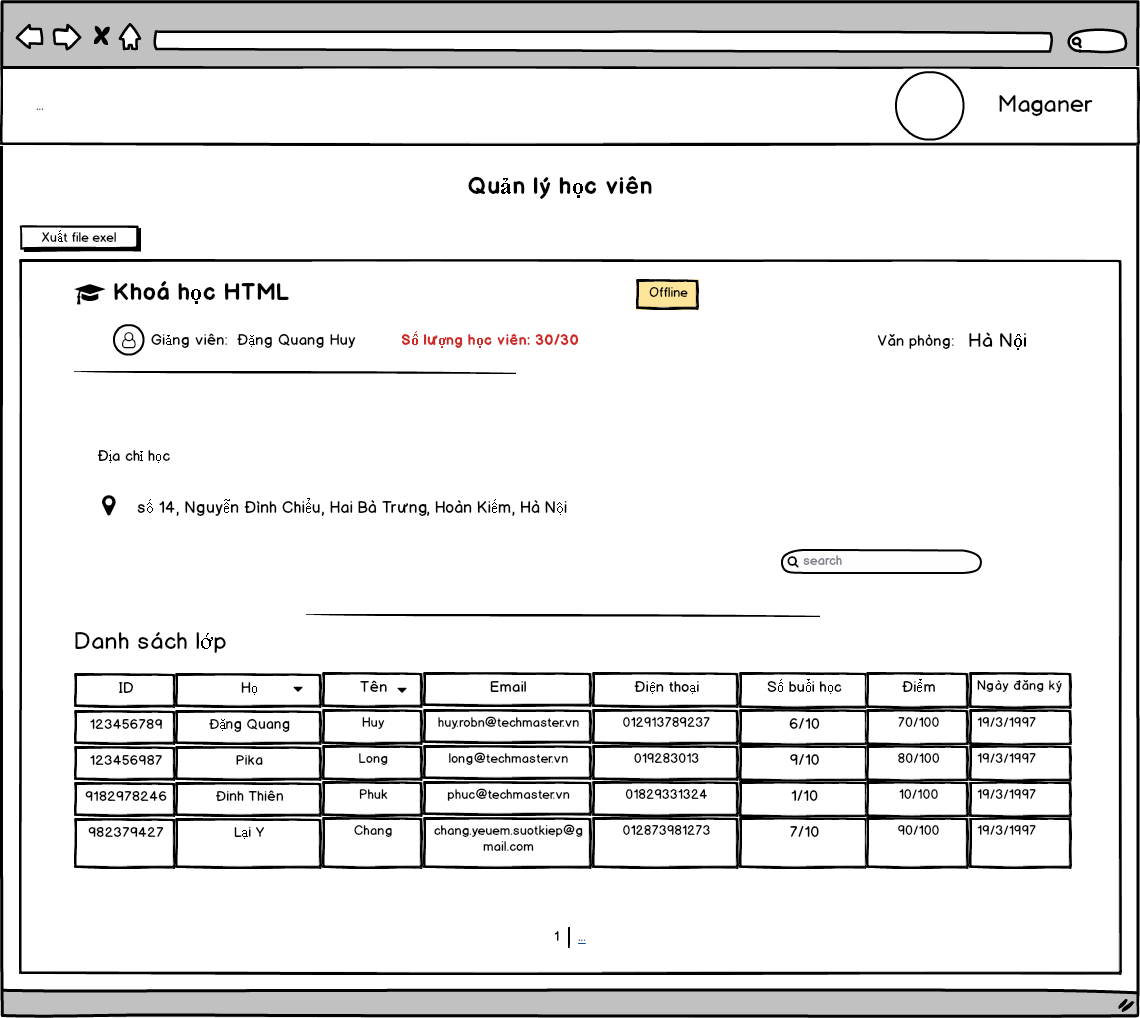 ...
Maganer
Quản lý học viên
Xuất file exel
Khoá học HTML
Offline
Giảng viên: Đặng Quang Huy
Số lượng học viên: 30/30
Văn phòng: Hà Nội
Địa chỉ học
số 14, Nguyễn Đình Chiểu, Hai Bà Trưng, Hoàn Kiếm, Hà Nội
search
Danh sách lớp
ID Họ Tên Email Điện thoại Số buổi học Điểm Ngày đăng ký
123456789 Đặng Quang Huy huy.robn@techmaster.vn 012913789237 6/10 70/100 19/3/1997
123456987 Pika Long long@techmaster.vn 019283013 9/10 80/100 19/3/1997
9182978246 Đinh Thiên Phuk phuc@techmaster.vn 01829331324 1/10 10/100 19/3/1997
982379427 Lại Y Chang chang.yeuem.suotkiep@g 012873981273 7/10 90/100 19/3/1997
mail.com
1 | ...